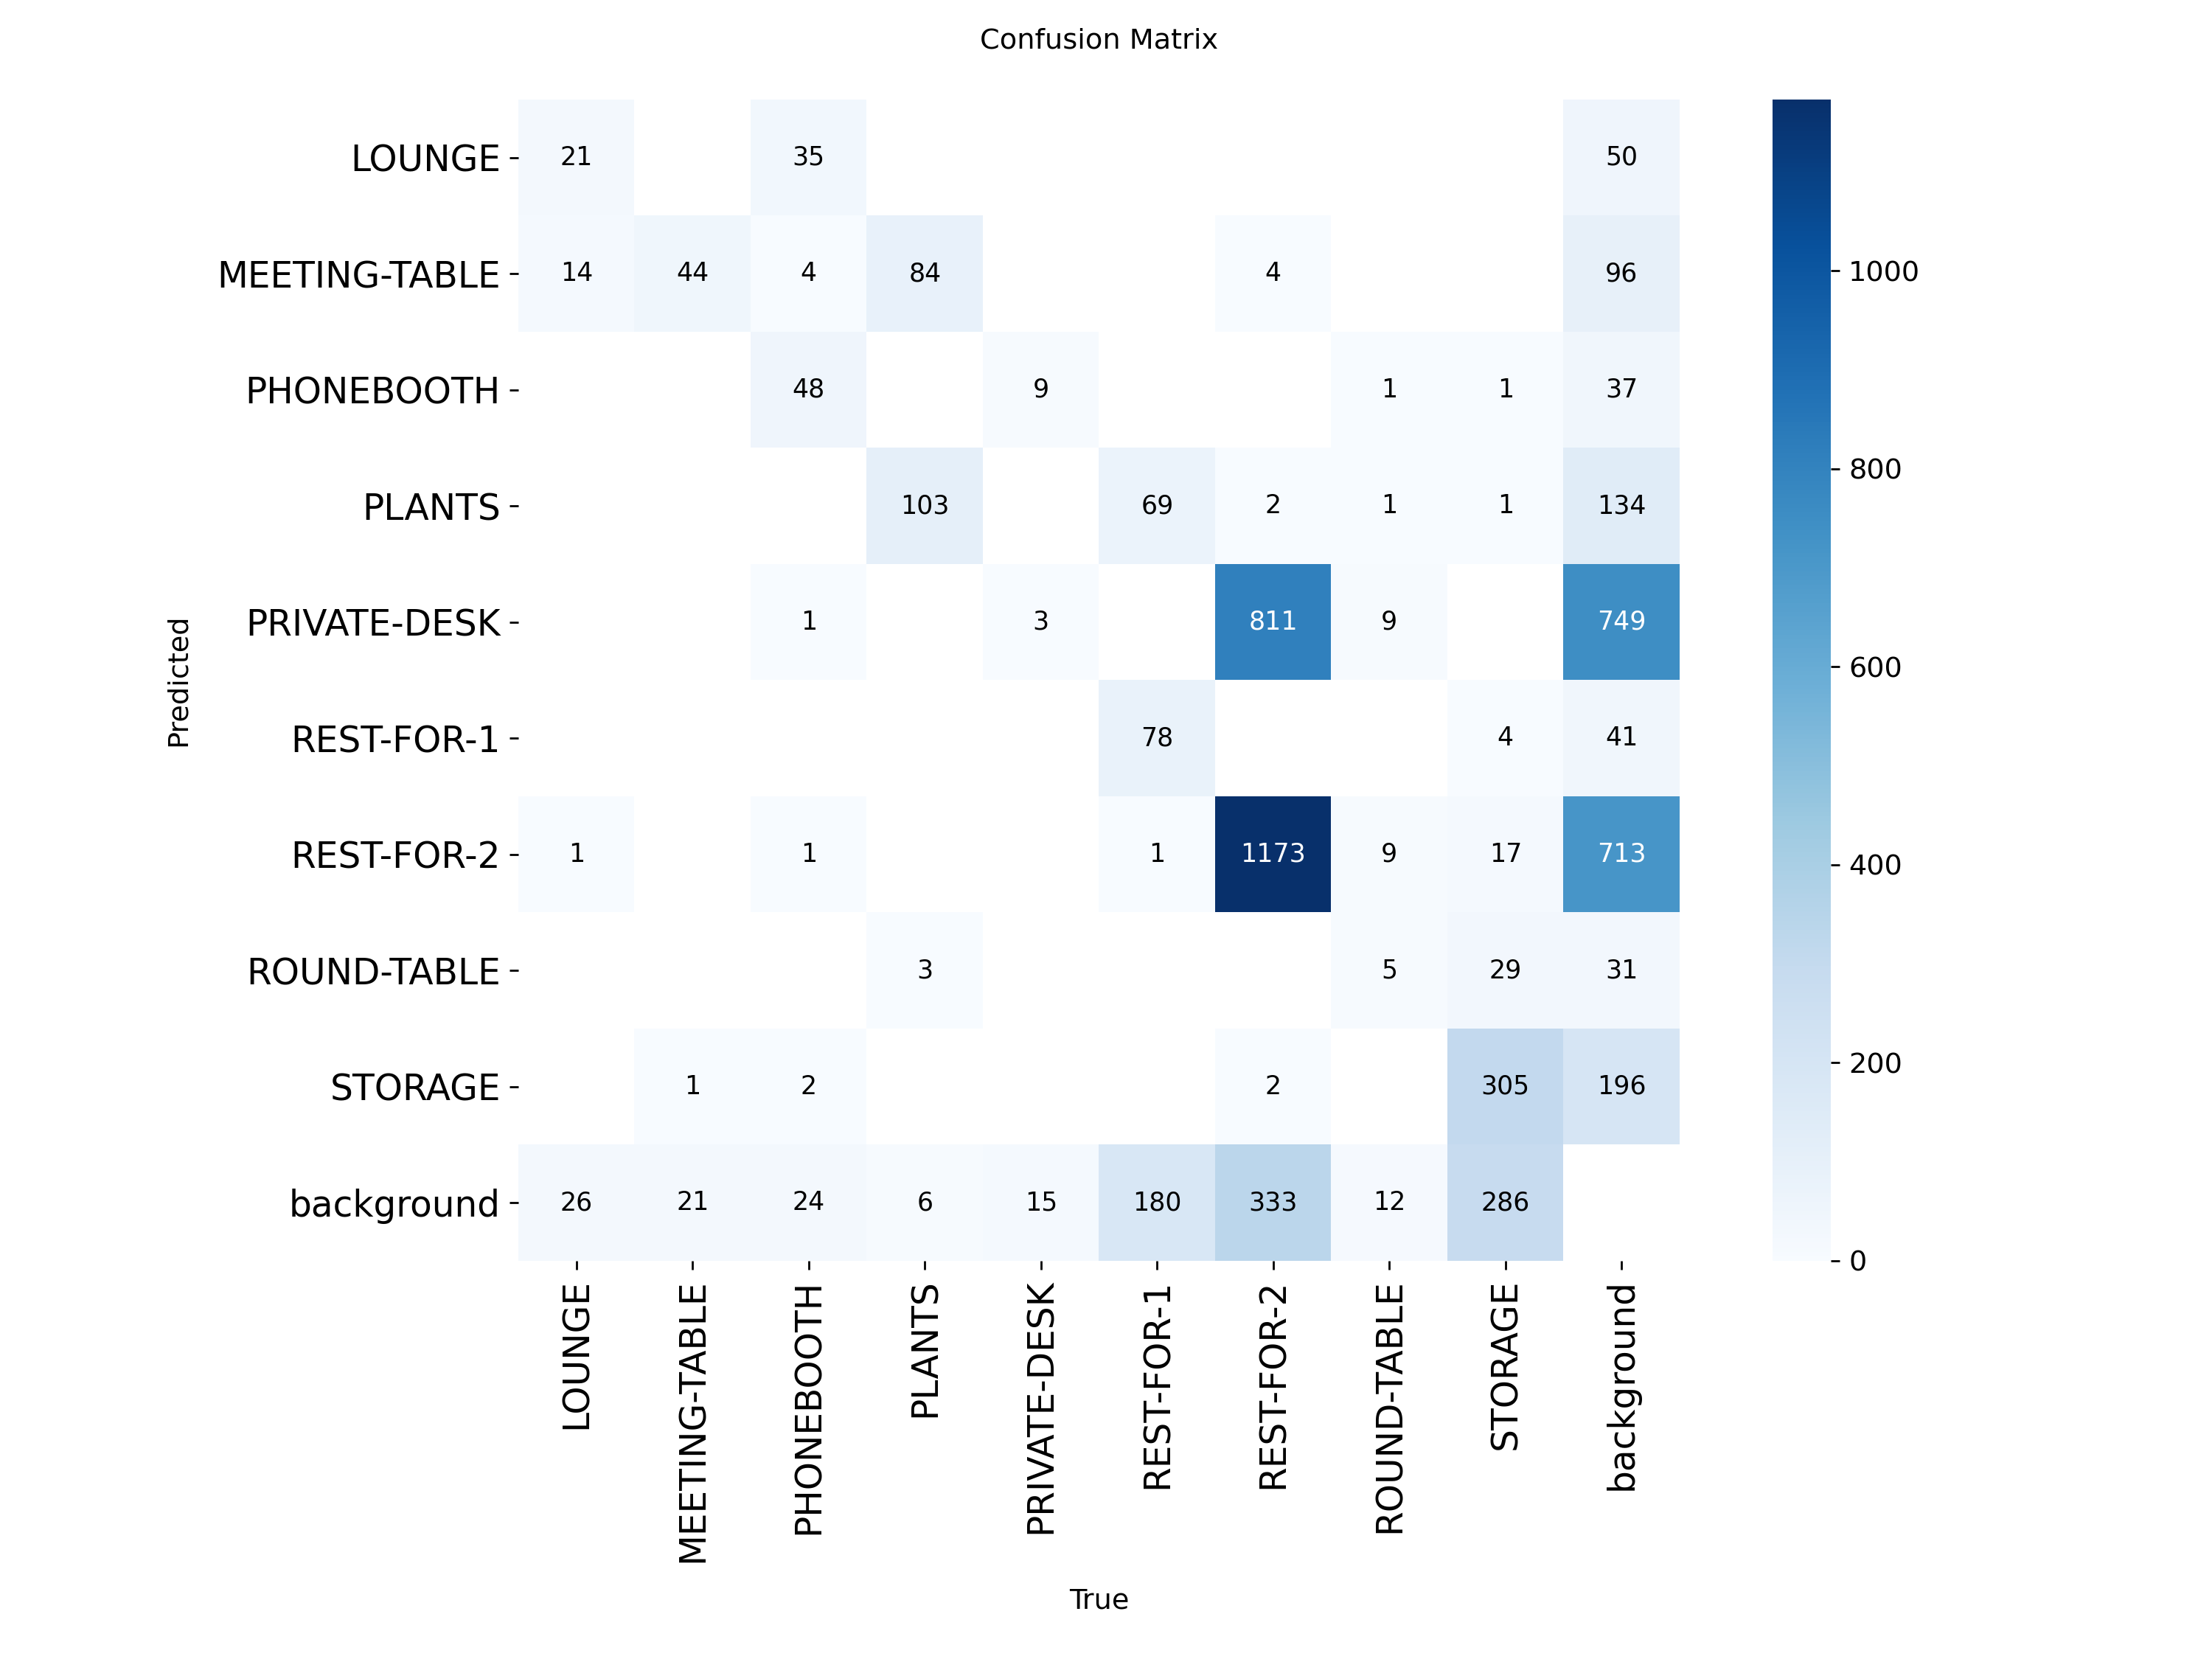 Confusion Matrix
LOUNGE 21 35 50
MEETING-TABLE 14 44 4 84 4 96
PHONEBOOTH 48 9 1 1 37
PLANTS 103 69 2 1 1 134
PRIVATE-DESK 1 3 811 9 749
REST-FOR-1 78 4 41
REST-FOR-2 1 1 1 1173 9 17 713
ROUND-TABLE 3 5 29 31
STORAGE 1 2 2 305 196
background 26 21 24 6 15 180 333 12 286
Predicted
LOUNGE
MEETING-TABLE
PHONEBOOTH
PLANTS
PRIVATE-DESK
REST-FOR-1
REST-FOR-2
ROUND-TABLE
STORAGE
background
True
1000
800
600
400
200
0